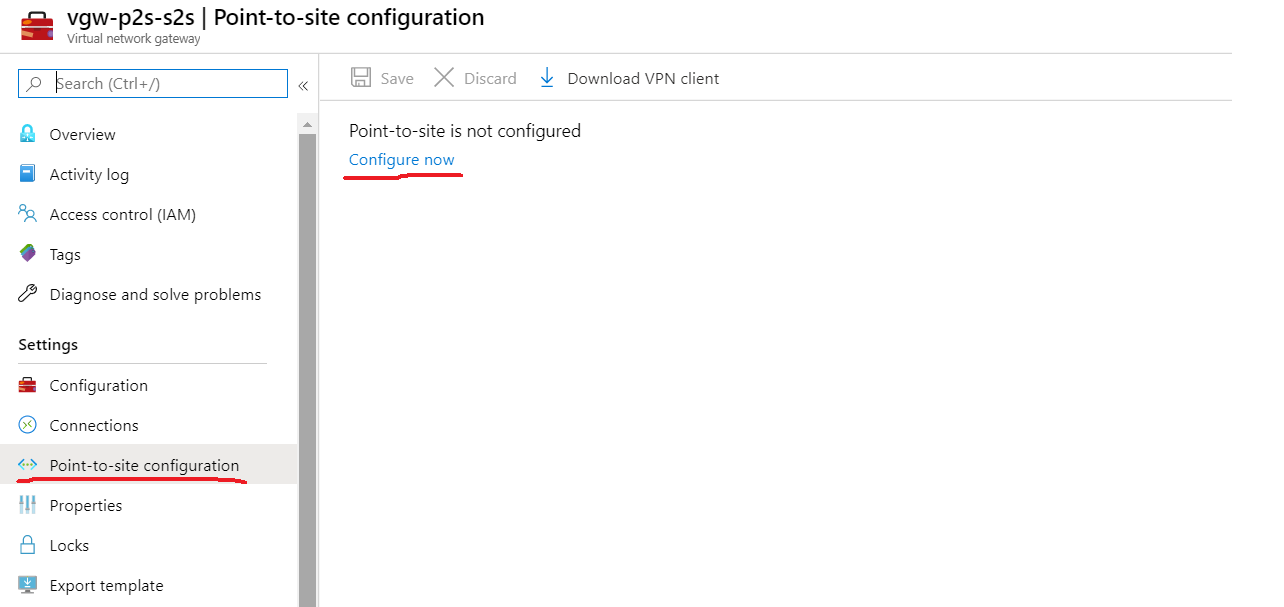 vgw-p2s-s2s | Point-to-site configuration
Virtual network gateway
Search (Ctrl+/)
«
Save
Discard
Download VPN client
Overview
Activity log
Access control (IAM)
Tags
Diagnose and solve problems
Settings
Configuration
Connections
Point-to-site configuration
Properties
Locks
Export template
Point-to-site is not configured
Configure now